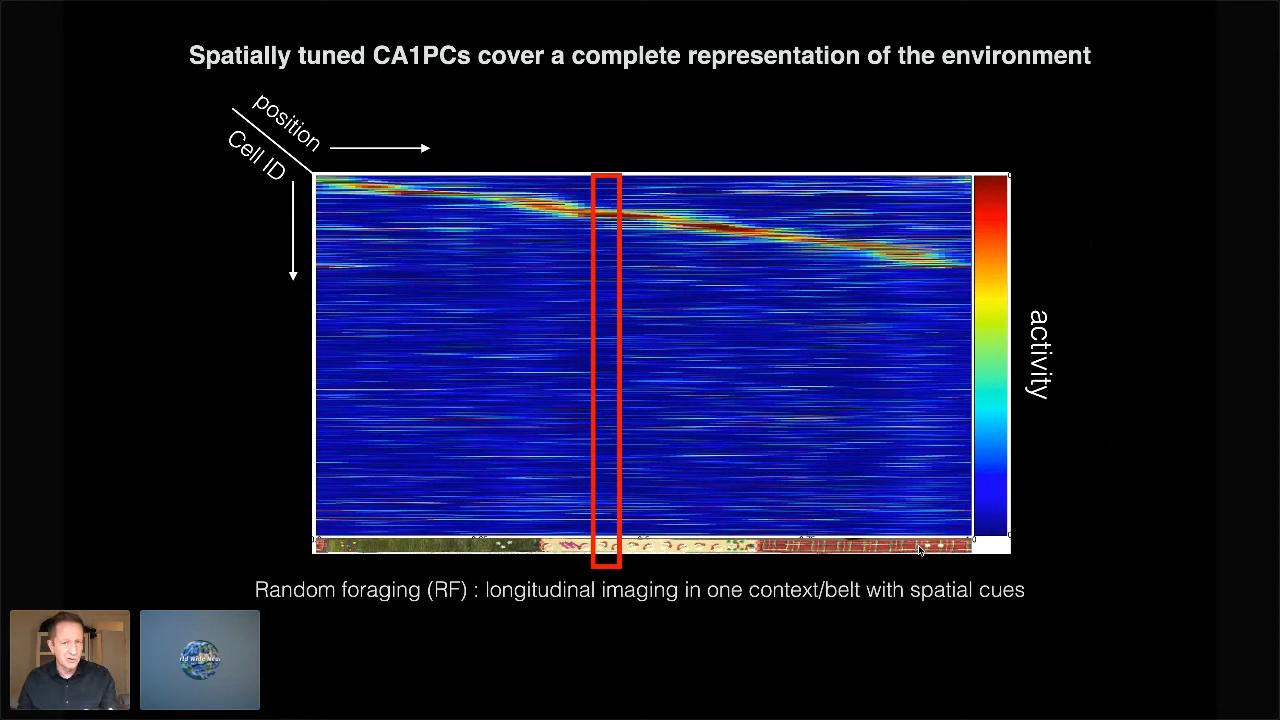 Spatially tuned CA1PCs cover a complete representation of the environment
position
Cell ID
activity
Random foraging (RF) : longitudinal imaging in one context/belt with spatial cues